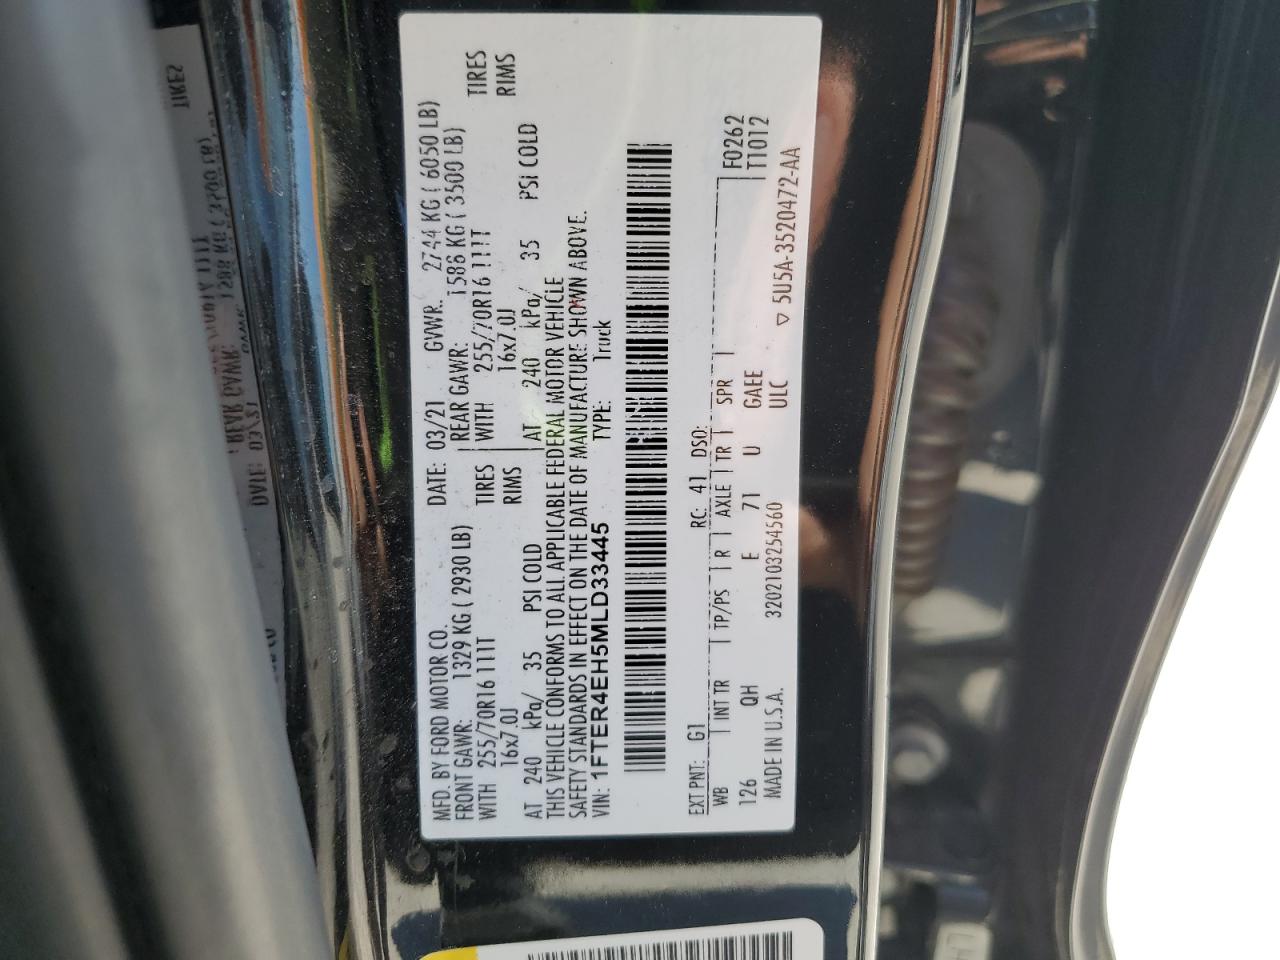 MFD. BY FORD MOTOR CO.
DATE: 03/21 GVWR: 2744 KG ( 6050 LB)
FRONT GAWR: 1329 KG ( 2930 LB) REAR GAWR: 1586 KG ( 3500 LB)
WITH 255/70R16 111T TIRES WITH 255/70R16 111T TIRES
16x7.0J RIMS 16x7.0J RIMS
AT 240 kPa/ 35 PSI COLD AT 240 kPa/ 35 PSI COLD
THIS VEHICLE CONFORMS TO ALL APPLICABLE FEDERAL MOTOR VEHICLE
SAFETY STANDARDS IN EFFECT ON THE DATE OF MANUFACTURE SHOWN ABOVE.
VIN: 1FTER4EH5MLD33445 TYPE: Truck
EXT PNT: G1 RC: 41 DSO: F0262
WB INT TR TP/PS R AXLE TR SPR T1012
126 QH E 71 U GAEE
MADE IN U.S.A. 3202103254560 ULC ▽ 5U5A-3520472-AA